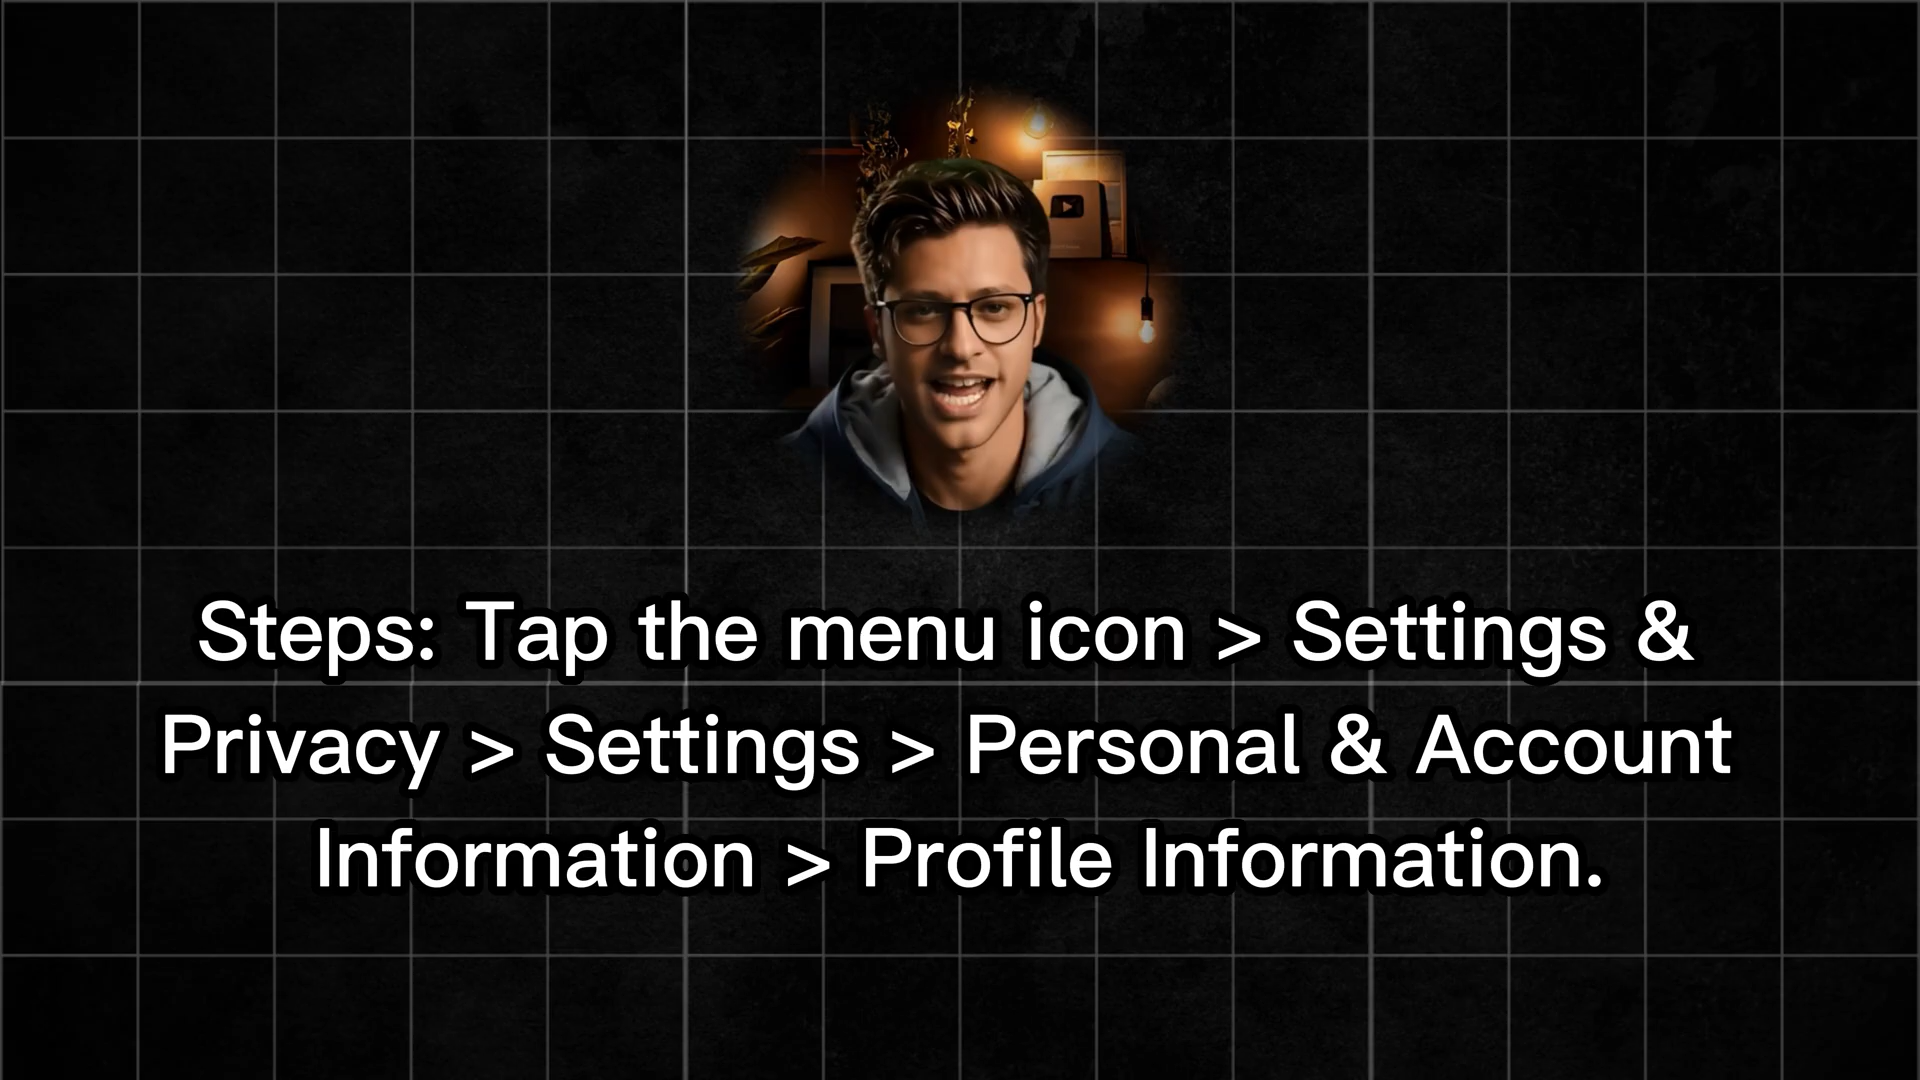 Steps: Tap the menu icon > Settings &
Privacy > Settings > Personal & Account
Information > Profile Information.